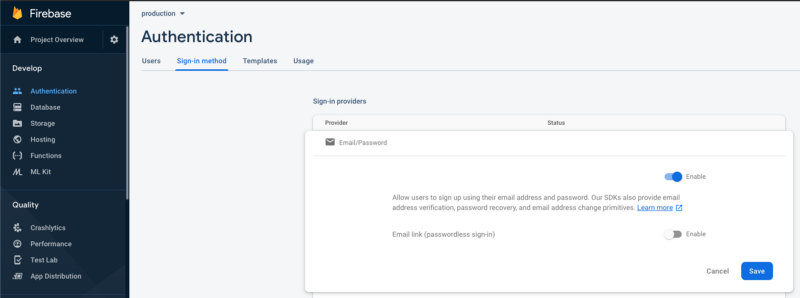 Firebase
Project Overview
Develop
Authentication
Database
Storage
Hosting
Functions
ML Kit
Quality
Crashlytics
Performance
Test Lab
App Distribution
production
Authentication
Users Sign-in method Templates Usage
Sign-in providers
Provider Status
Email/Password
Enable
Allow users to sign up using their email address and password. Our SDKs also provide email
address verification, password recovery, and email address change primitives. Learn more
Email link (passwordless sign-in) Enable
Cancel Save